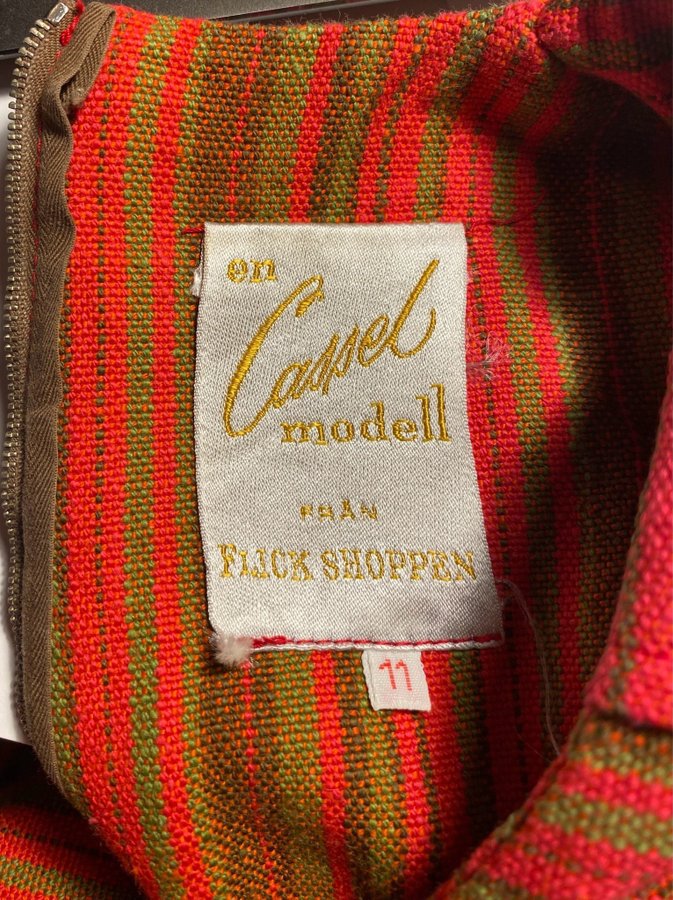 en
Cassel
modell
FRÅN
FLICK SHOPPEN
11